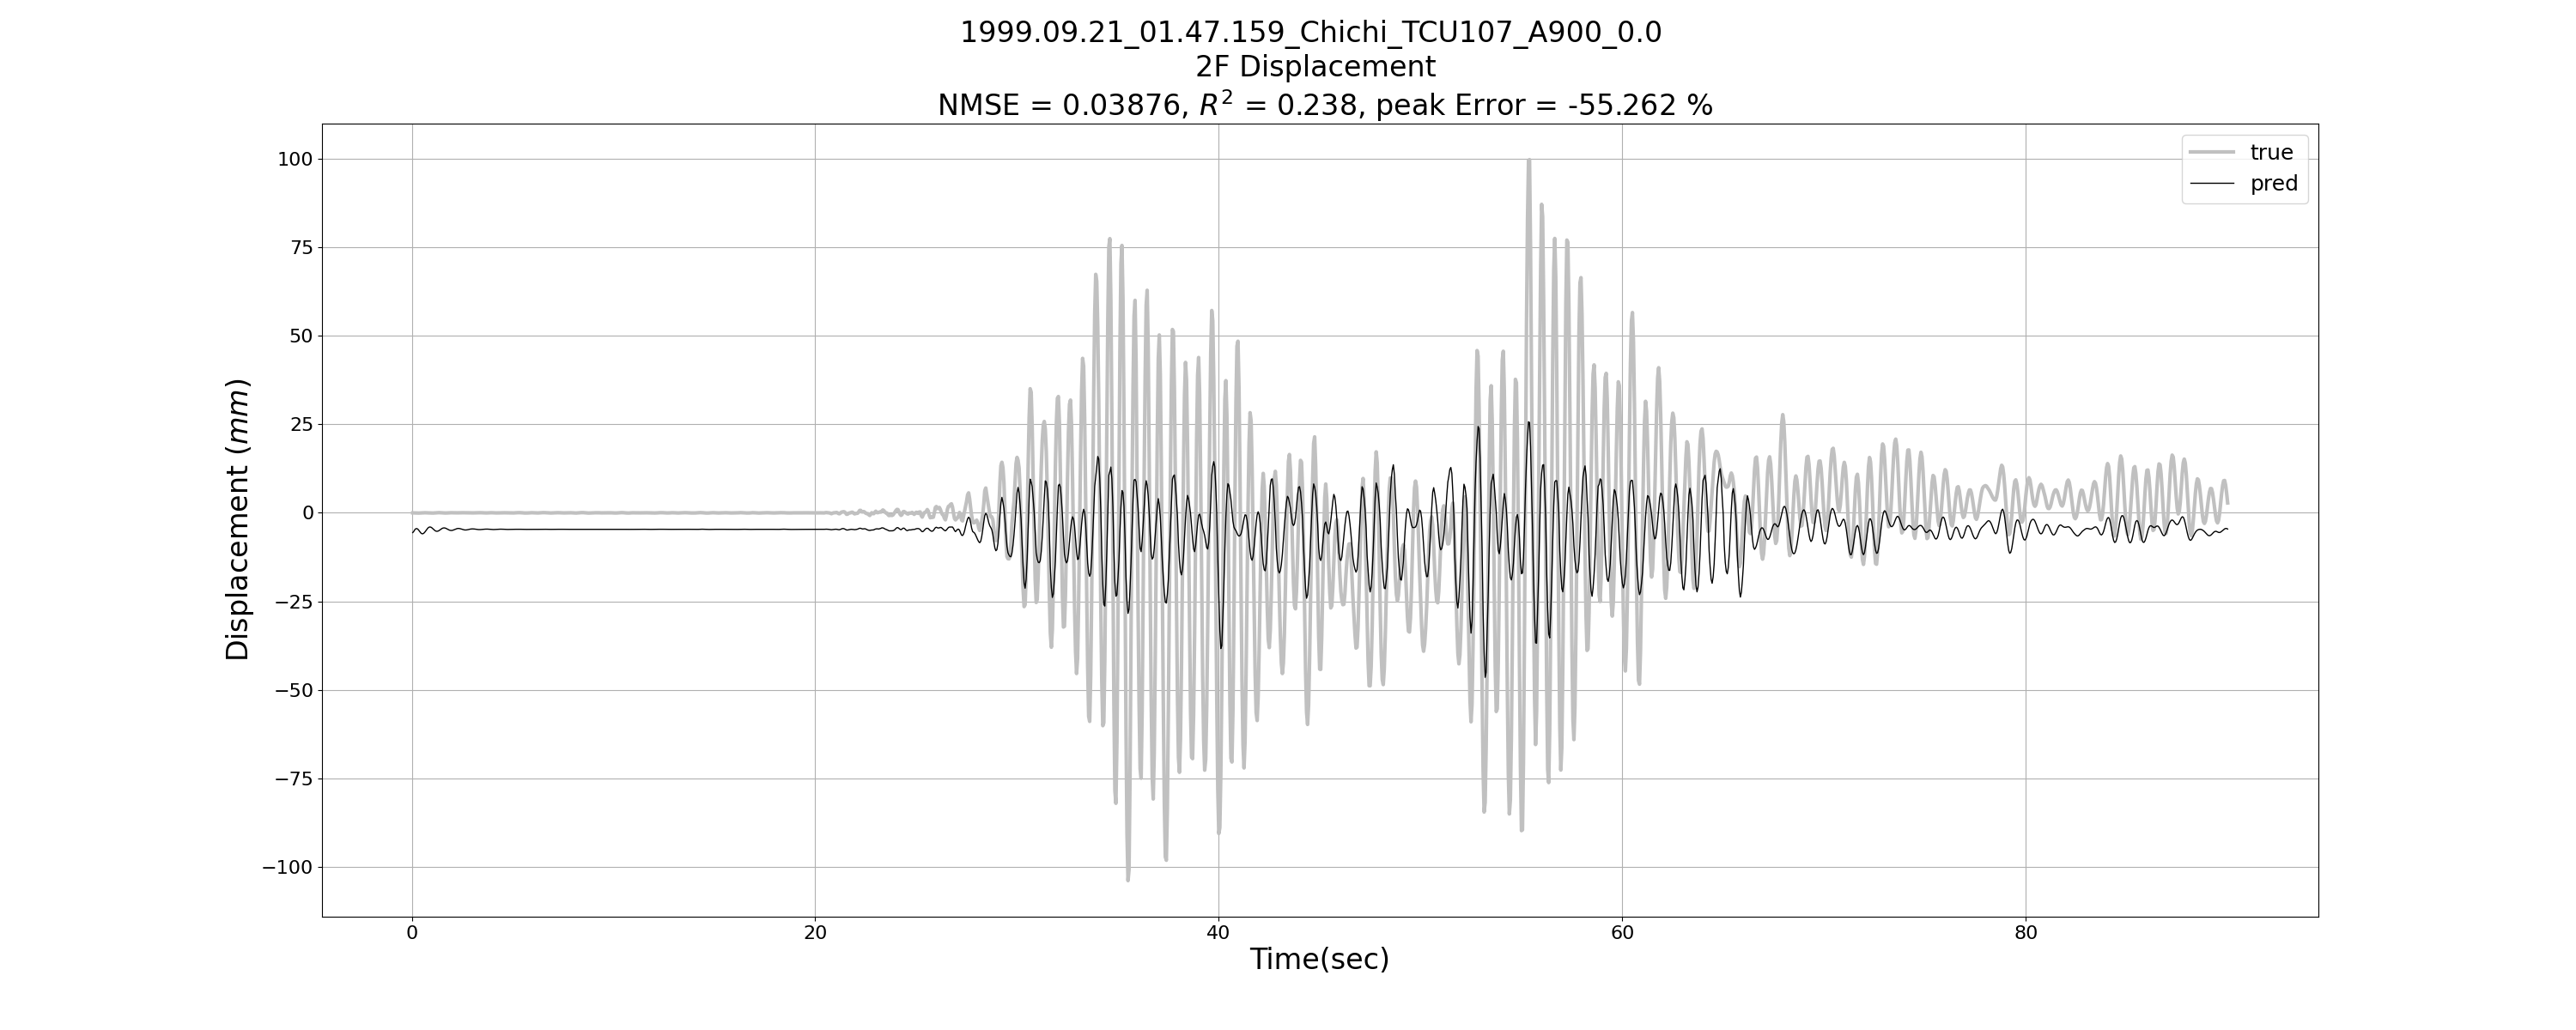 1999.09.21_01.47.159_Chichi_TCU107_A900_0.0
2F Displacement
NMSE = 0.03876, R² = 0.238, peak Error = -55.262 %
true
pred
100
75
50
25
0
−25
−50
−75
−100
Displacement (mm)
0 20 40 60 80
Time(sec)